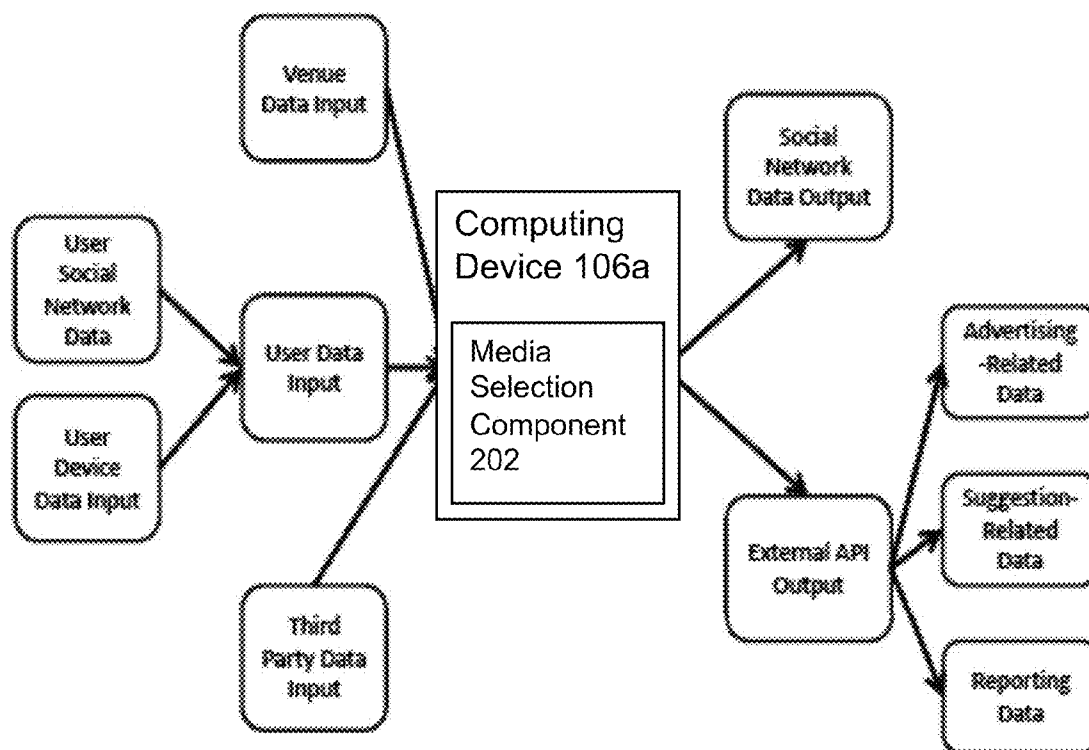 Venue
Data Input
Social
Network
Data Output
Computing
Device 106a
User
Social
Network
Data
User Data
Input
Media
Selection
Component
202
Advertising
-Related
Data
User
Device
Data Input
External API
Output
Suggestion-
Related
Data
Third
Party Data
Input
Reporting
Data